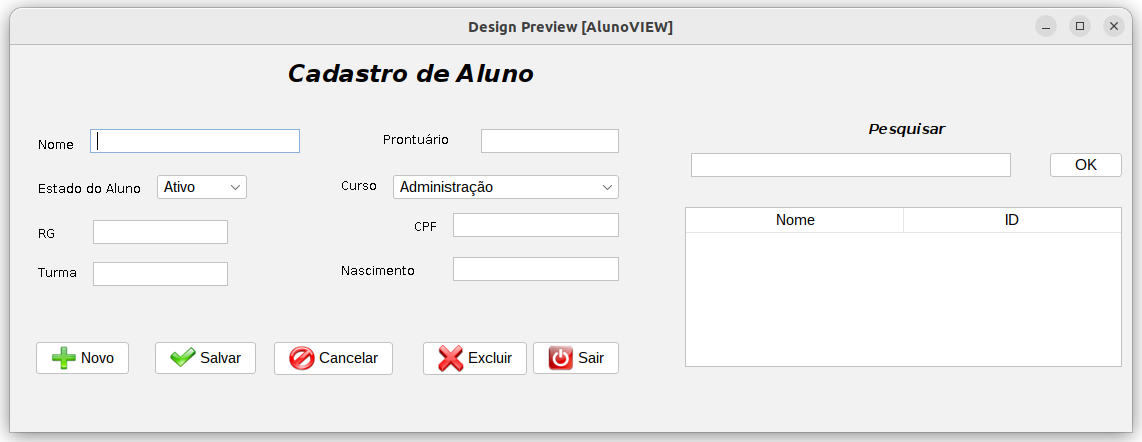 Design Preview [AlunoVIEW]
Cadastro de Aluno
Nome
Prontuário
Pesquisar
OK
Estado do Aluno Ativo
Curso Administração
RG
CPF
Nome ID
Turma
Nascimento
Novo Salvar Cancelar Excluir Sair